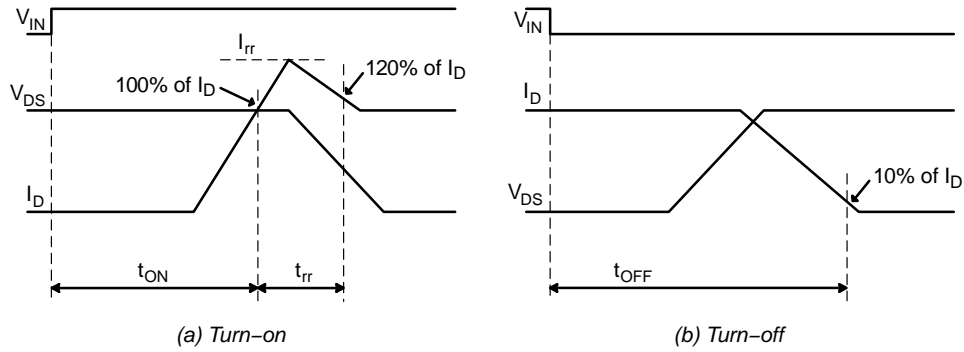 V_IN
I_rr
100% of I_D
120% of I_D
V_DS
I_D
t_ON
t_rr
(a) Turn−on
V_IN
I_D
V_DS
10% of I_D
t_OFF
(b) Turn−off